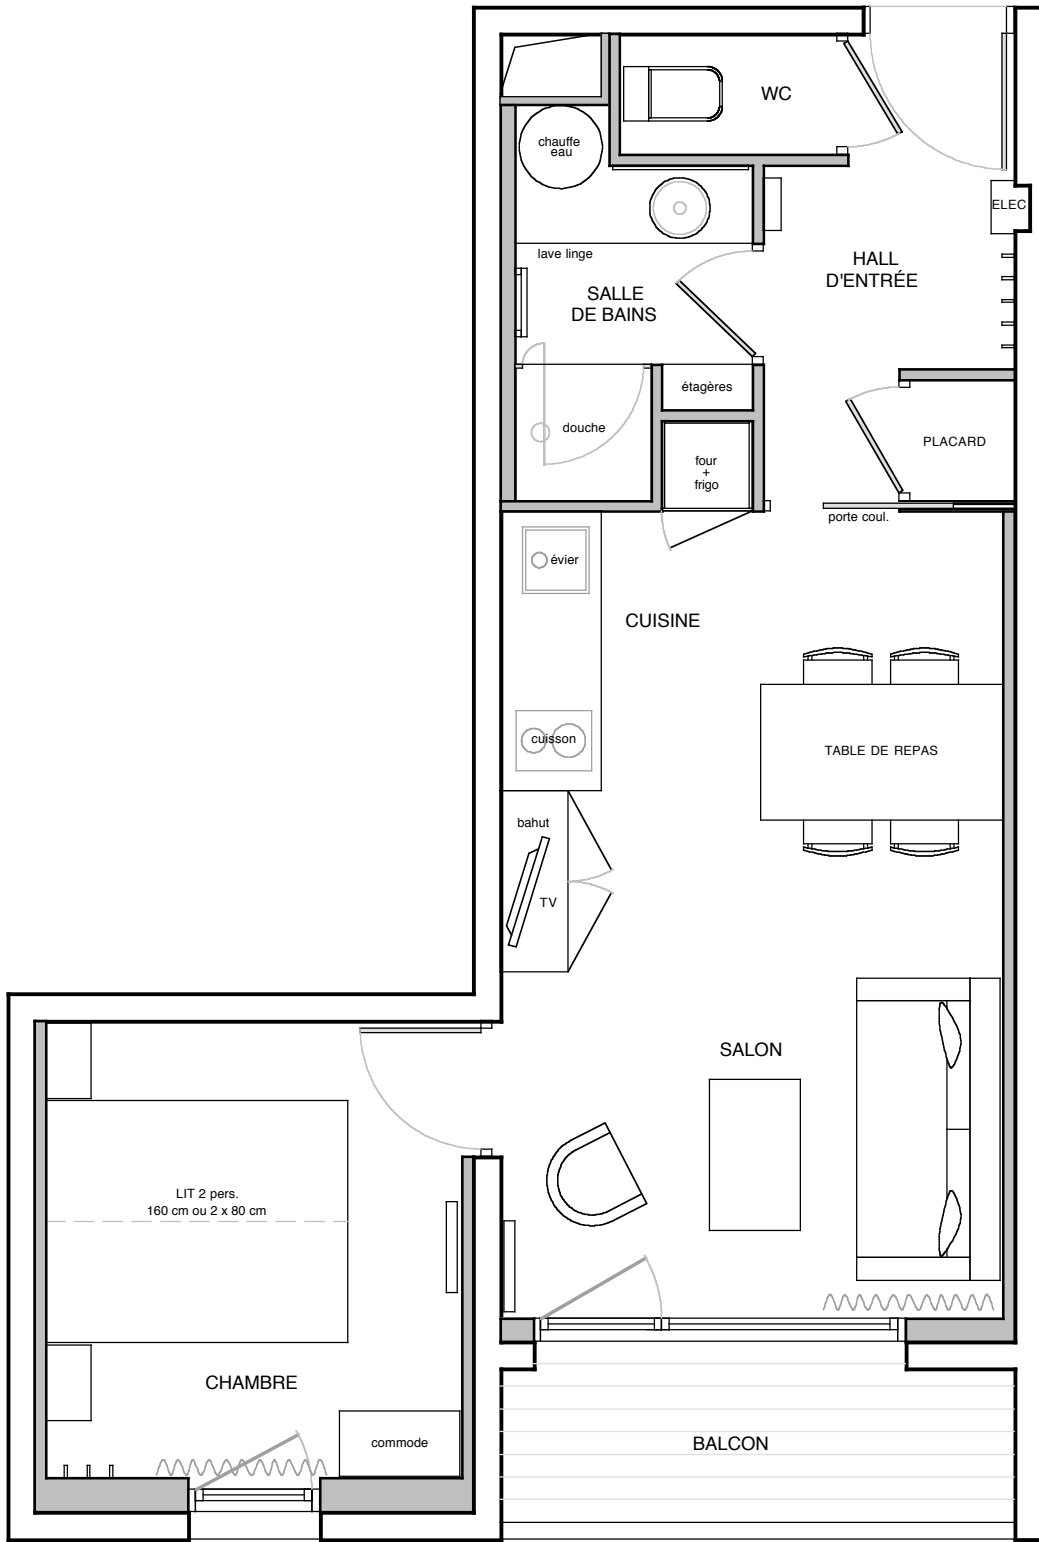 WC
chauffe
eau
ELEC
lave linge
HALL
D'ENTRÉE
SALLE
DE BAINS
étagères
douche
PLACARD
four
+
frigo
porte coul.
évier
CUISINE
cuisson
TABLE DE REPAS
bahut
TV
SALON
LIT 2 pers.
160 cm ou 2 x 80 cm
CHAMBRE
commode
BALCON